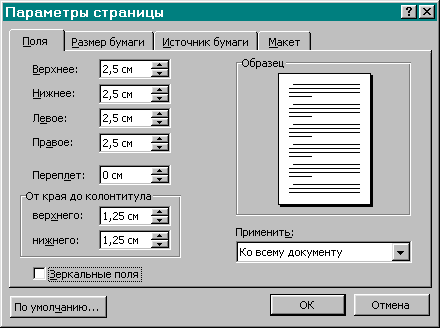 Параметры страницы
Поля Размер бумаги Источник бумаги Макет
Верхнее: 2,5 см
Нижнее: 2,5 см
Левое: 2,5 см
Правое: 2,5 см
Переплет: 0 см
От края до колонтитула
верхнего: 1,25 см
нижнего: 1,25 см
Зеркальные поля
Образец
Применить:
Ко всему документу
По умолчанию... ОК Отмена